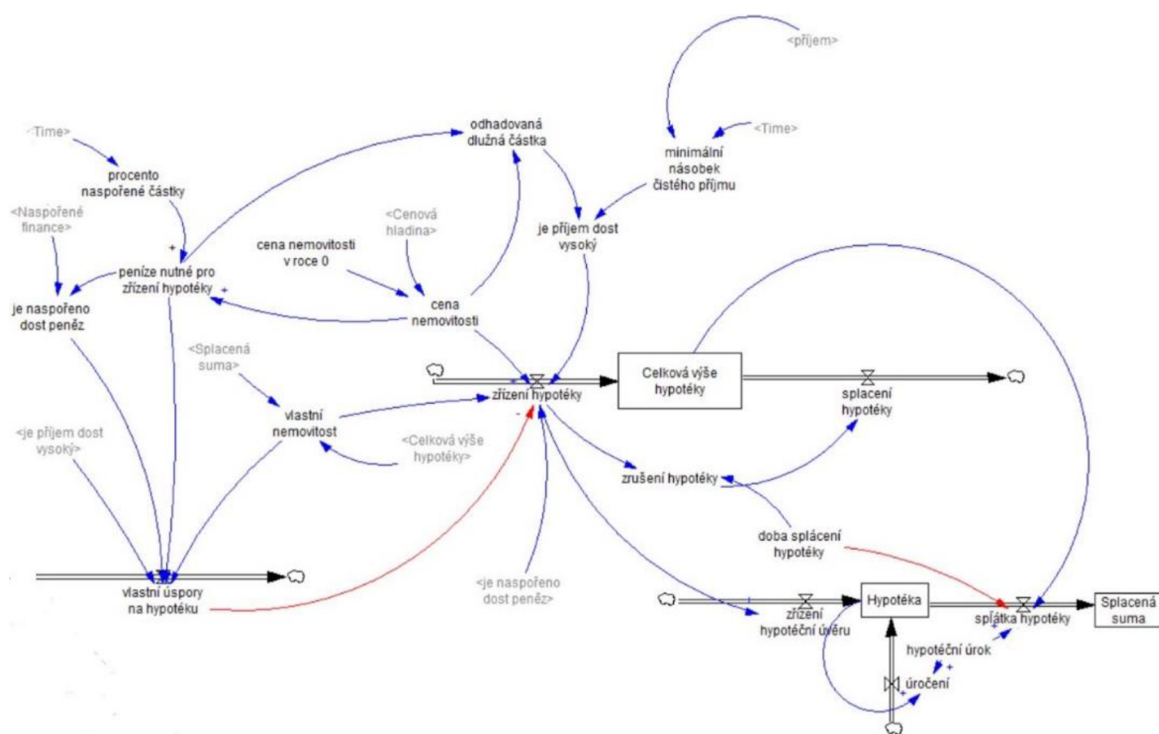 <příjem>
<Time>
odhadovaná
dlužná částka
<Time>
minimální
násobek
čistého příjmu
procento
naspořené částky
<Naspořené
finance>
<Cenová
hladina>
je příjem dost
vysoký
cena nemovitosti
v roce 0
peníze nutné pro
zřízení hypotéky
je naspořeno
dost peněz
cena
nemovitosti
<Splacená
suma>
Celková výše
hypotéky
zřízení hypotéky
splacení
hypotéky
vlastní
nemovitost
<je příjem dost
vysoký>
<Celková výše
hypotéky>
zrušení hypotéky
doba splácení
hypotéky
<je naspořeno
dost peněz>
vlastní úspory
na hypotéku
Hypotéka
zřízení
hypotéční úvěru
splátka hypotéky
Splacená
suma
hypotéční úrok
úročení